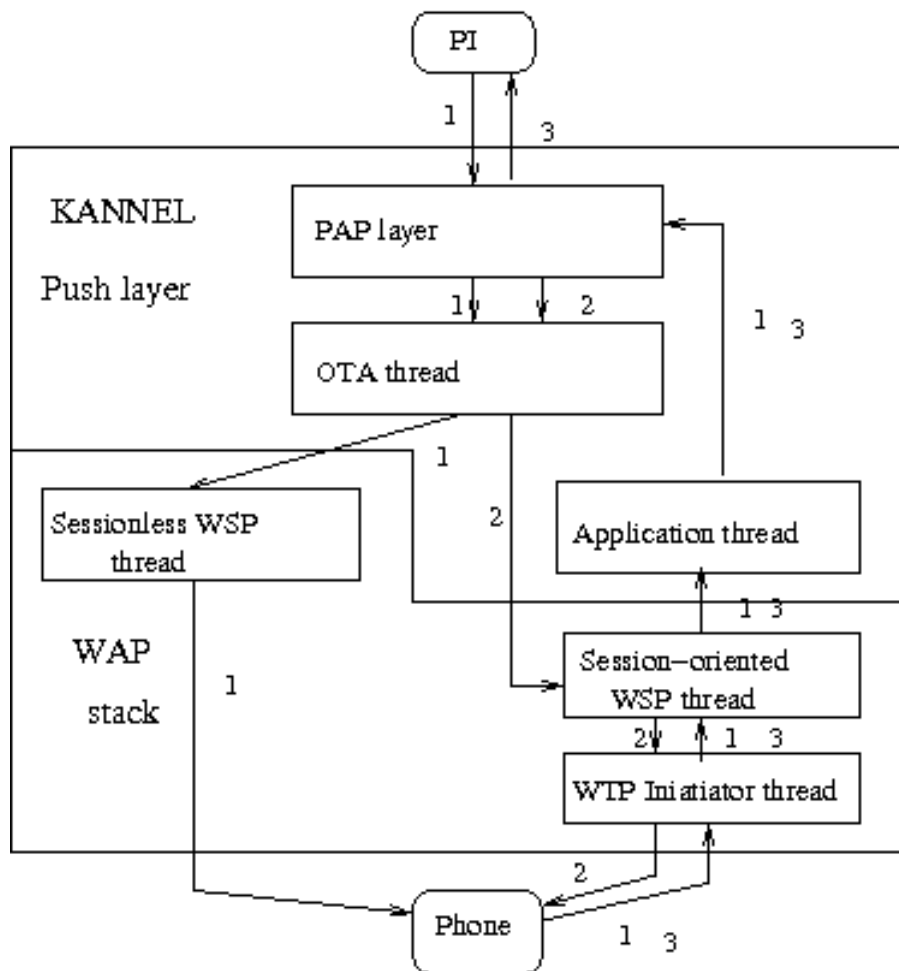 PI
1
3
KANNEL
Push layer
PAP layer
1 2
1 3
OTA thread
1
2
Sessionless WSP
thread
Application thread
1 3
WAP
stack
1
Session-oriented
WSP thread
2 1 3
WTP Iniatiator thread
2
Phone
1 3